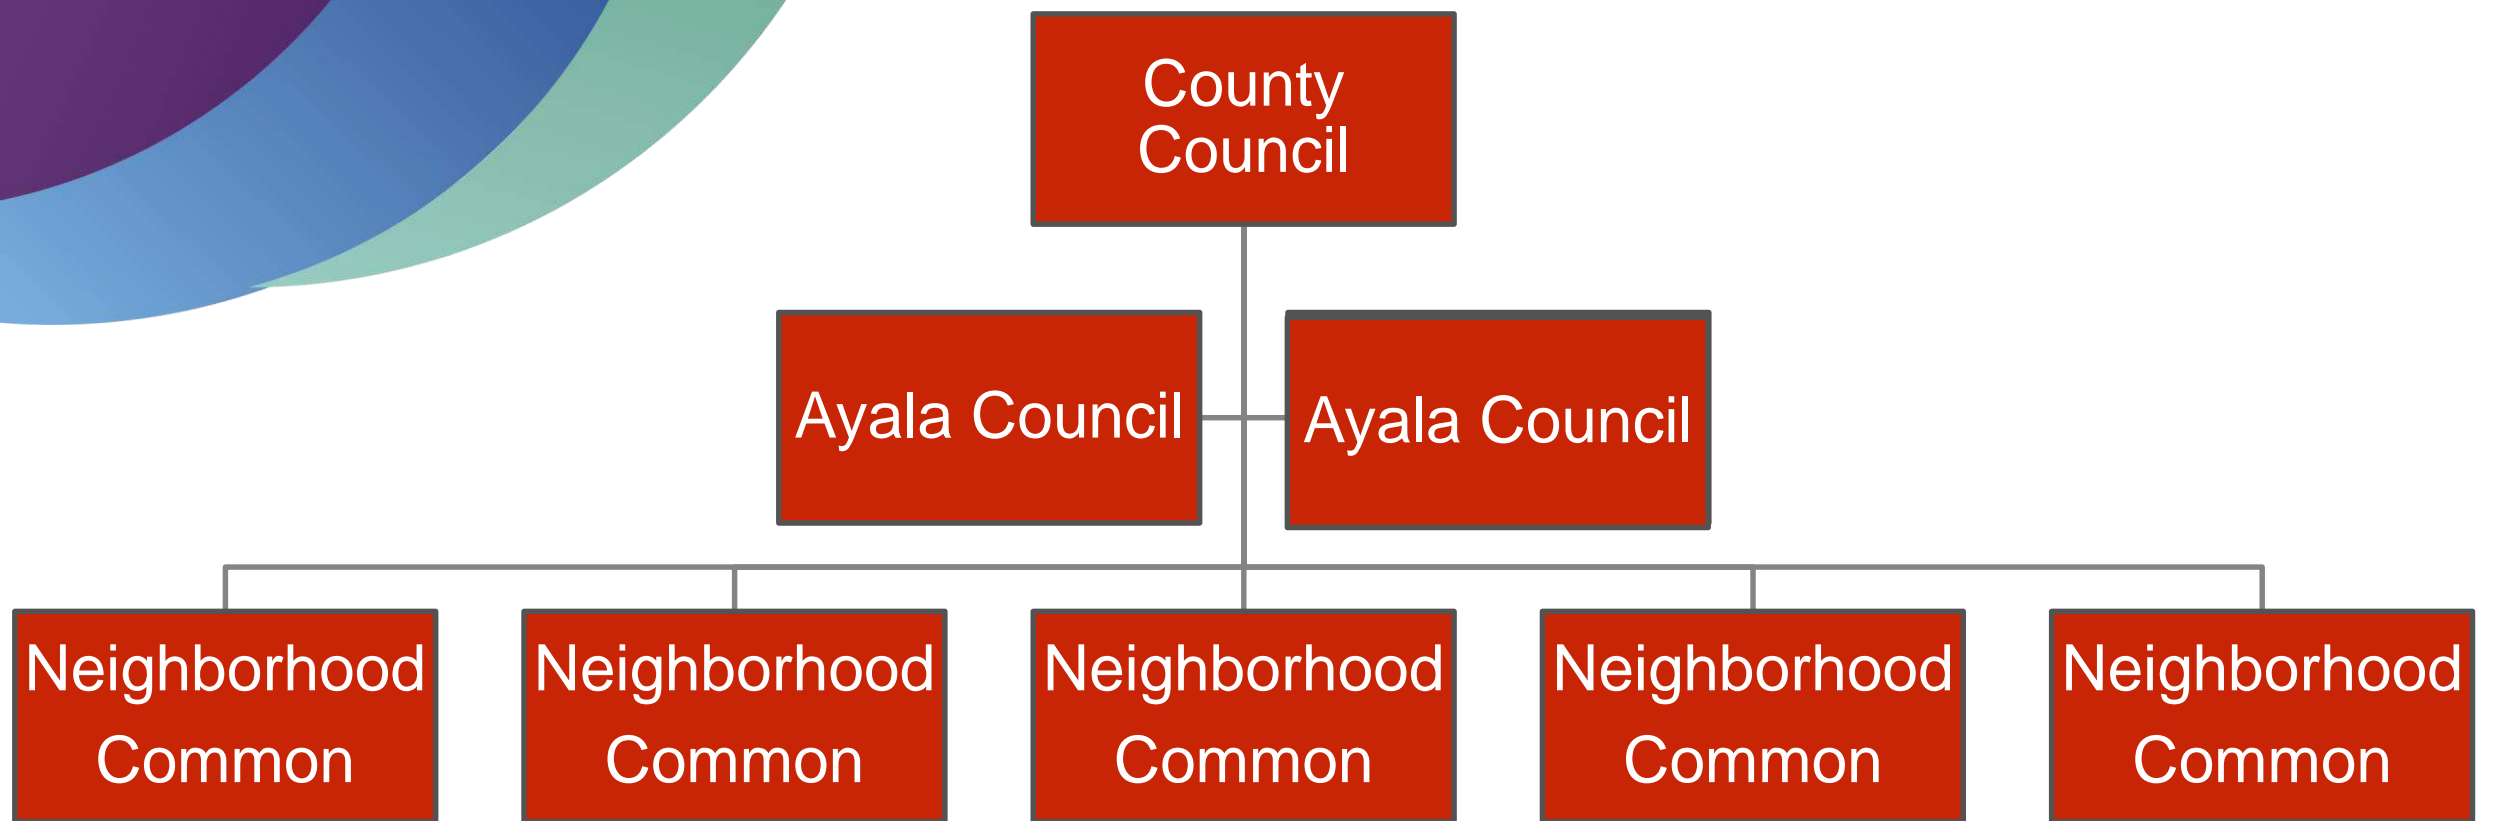 County
Council
Ayala Council
Ayala Council
Neighborhood
Common
Neighborhood
Common
Neighborhood
Common
Neighborhood
Common
Neighborhood
Common